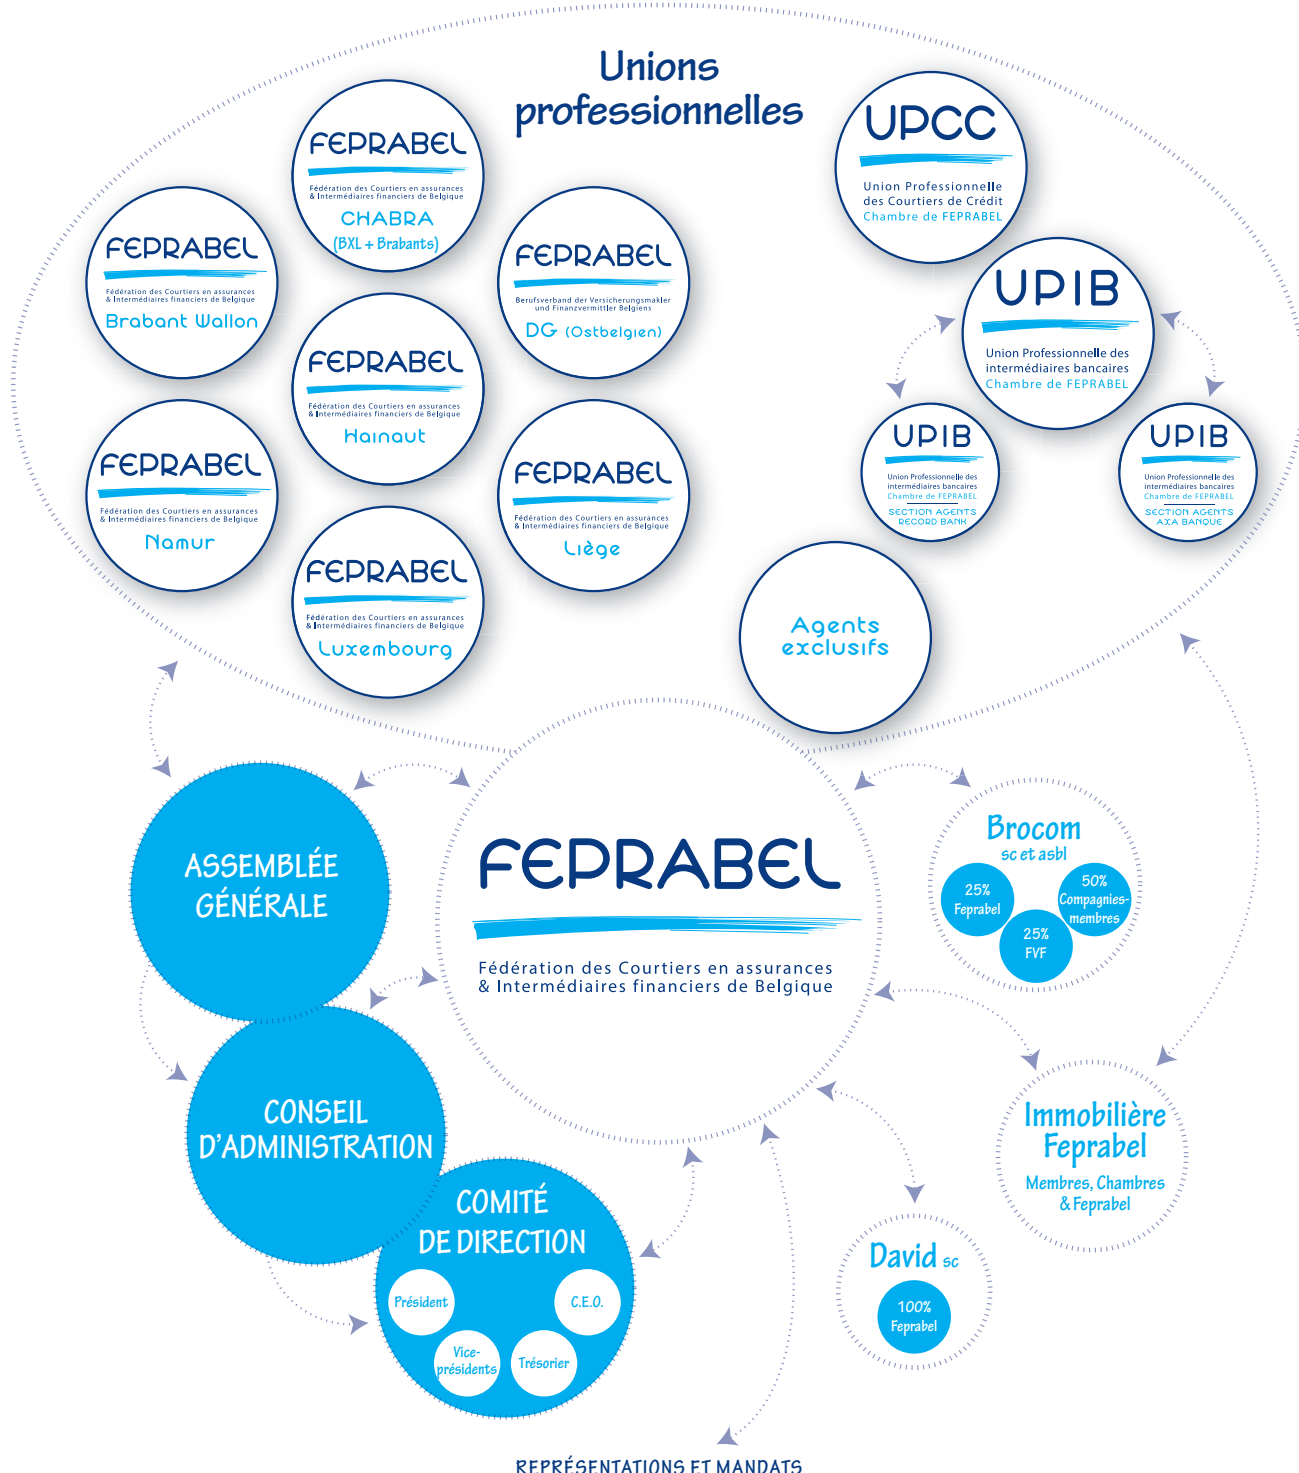 Unions
professionnelles
FEPRABEL
Fédération des Courtiers en assurances
& Intermédiaires financiers de Belgique
CHABRA
(BXL + Brabants)
UPCC
Union Professionnelle
des Courtiers de Crédit
Chambre de FEPRABEL
FEPRABEL
Fédération des Courtiers en assurances
& Intermédiaires financiers de Belgique
Brabant Wallon
FEPRABEL
Berufsverband der Versicherungsmakler
und Finanzvermittler Belgiens
DG (Ostbelgien)
UPIB
Union Professionnelle des
intermédiaires bancaires
Chambre de FEPRABEL
FEPRABEL
Fédération des Courtiers en assurances
& Intermédiaires financiers de Belgique
Hainaut
UPIB
Union Professionnelle des
intermédiaires bancaires
Chambre de FEPRABEL
SECTION AGENTS
RECORD BANK
UPIB
Union Professionnelle des
intermédiaires bancaires
Chambre de FEPRABEL
SECTION AGENTS
AXA BANQUE
FEPRABEL
Fédération des Courtiers en assurances
& Intermédiaires financiers de Belgique
Namur
FEPRABEL
Fédération des Courtiers en assurances
& Intermédiaires financiers de Belgique
Liège
FEPRABEL
Fédération des Courtiers en assurances
& Intermédiaires financiers de Belgique
Luxembourg
Agents
exclusifs
ASSEMBLÉE
GÉNÉRALE
FEPRABEL
Fédération des Courtiers en assurances
& Intermédiaires financiers de Belgique
Brocom
sc et asbl
25%
Feprabel
25%
FVF
50%
Compagnies-
membres
CONSEIL
D'ADMINISTRATION
Immobilière
Feprabel
Membres, Chambres
& Feprabel
COMITÉ
DE DIRECTION
Président
Vice-
présidents
Trésorier
C.E.O.
David sc
100%
Feprabel
REPRÉSENTATIONS ET MANDATS